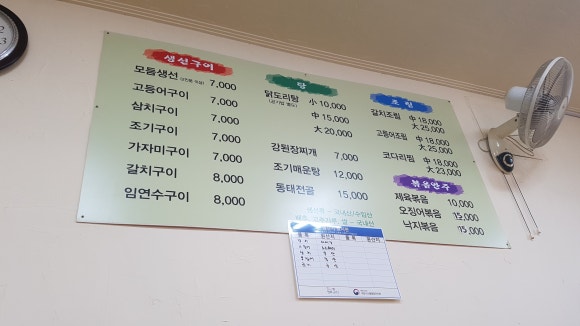 생선구이
모듬생선 7,000
고등어구이 7,000
삼치구이 7,000
조기구이 7,000
가자미구이 7,000
갈치구이 8,000
임연수구이 8,000
탕
닭도리탕 小 10,000
(공기밥 별도) 中 15,000
大 20,000
강된장찌개 7,000
조기매운탕 12,000
동태전골 15,000
조림
갈치조림 中 18,000
大 25,000
고등어조림 中 18,000
大 25,000
코다리찜 中 18,000
大 23,000
볶음안주
제육볶음 10,000
오징어볶음 15,000
낙지볶음 15,000